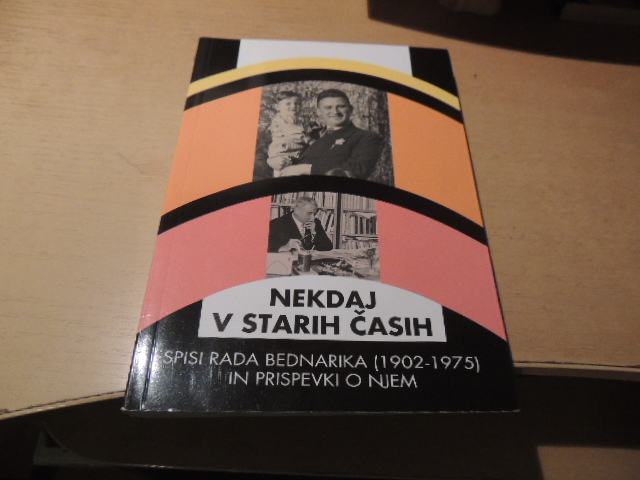 NEKDAJ
V STARIH ČASIH
SPISI RADA BEDNARIKA (1902-1975)
IN PRISPEVKI O NJEM